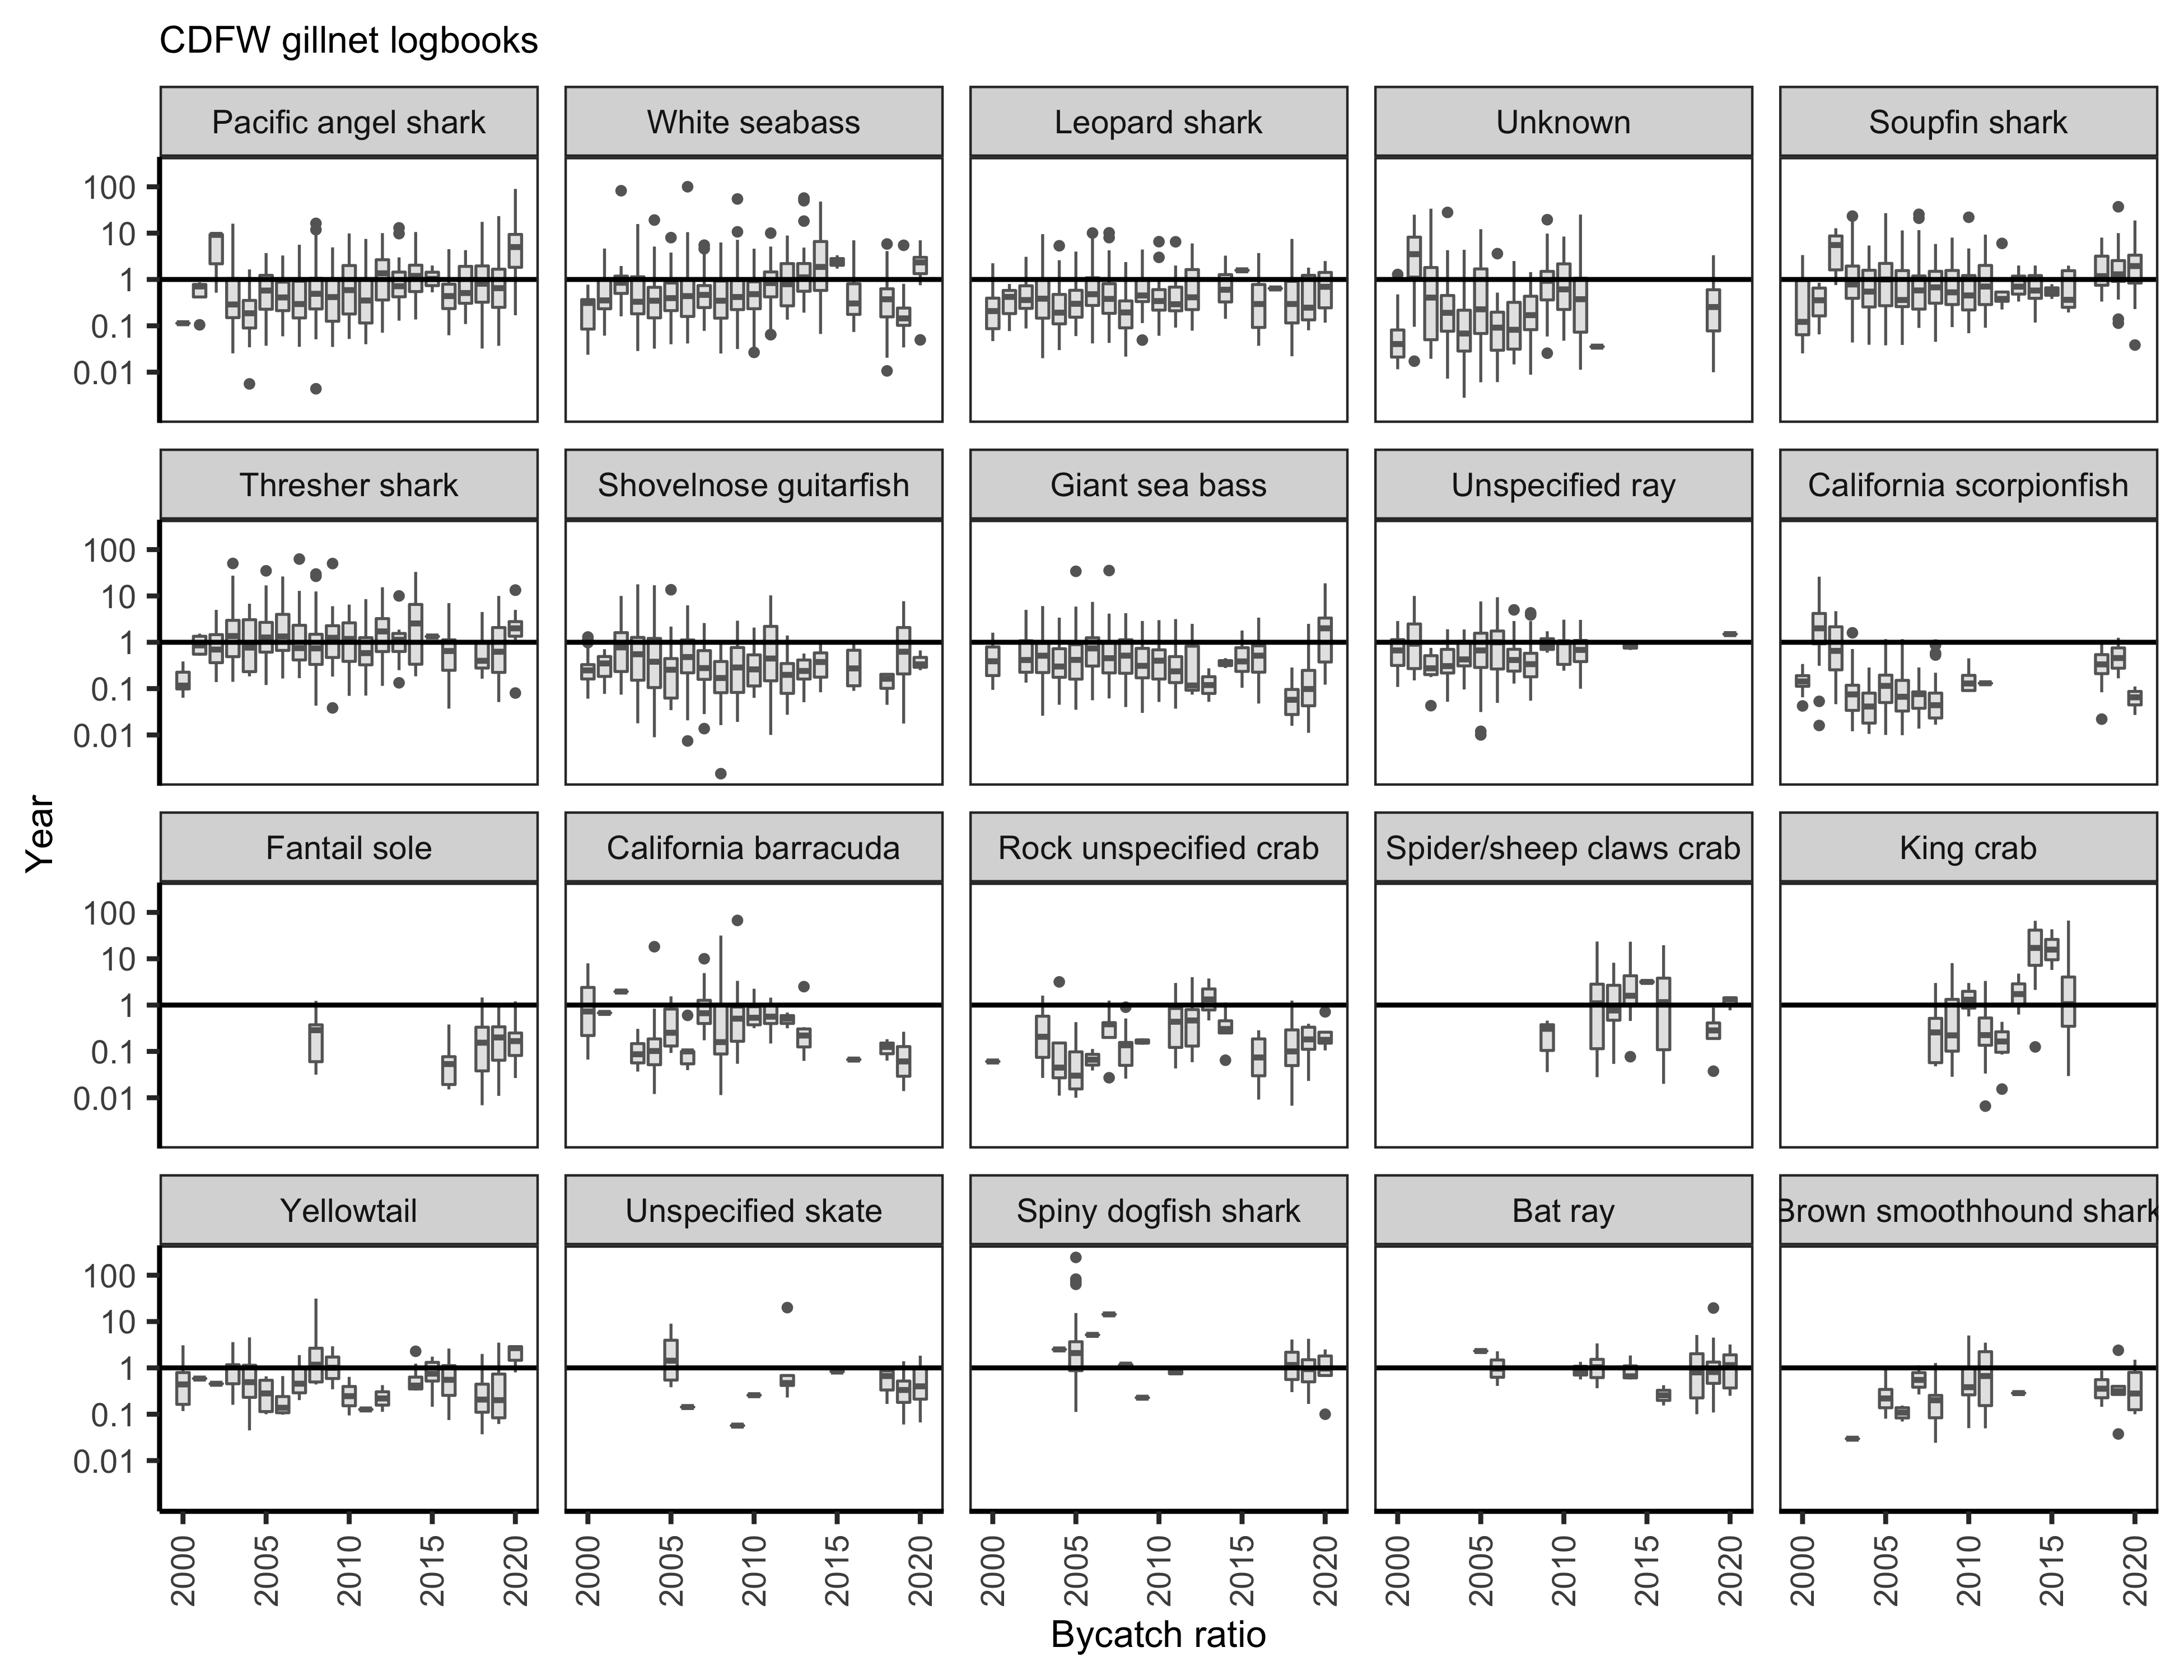 CDFW gillnet logbooks
Pacific angel shark
White seabass
Leopard shark
Unknown
Soupfin shark
100
10
1
0.1
0.01
Thresher shark
Shovelnose guitarfish
Giant sea bass
Unspecified ray
California scorpionfish
100
10
1
0.1
0.01
Year
Fantail sole
California barracuda
Rock unspecified crab
Spider/sheep claws crab
King crab
100
10
1
0.1
0.01
Yellowtail
Unspecified skate
Spiny dogfish shark
Bat ray
Brown smoothhound shark
100
10
1
0.1
0.01
2000 2005 2010 2015 2020
2000 2005 2010 2015 2020
2000 2005 2010 2015 2020
2000 2005 2010 2015 2020
2000 2005 2010 2015 2020
Bycatch ratio